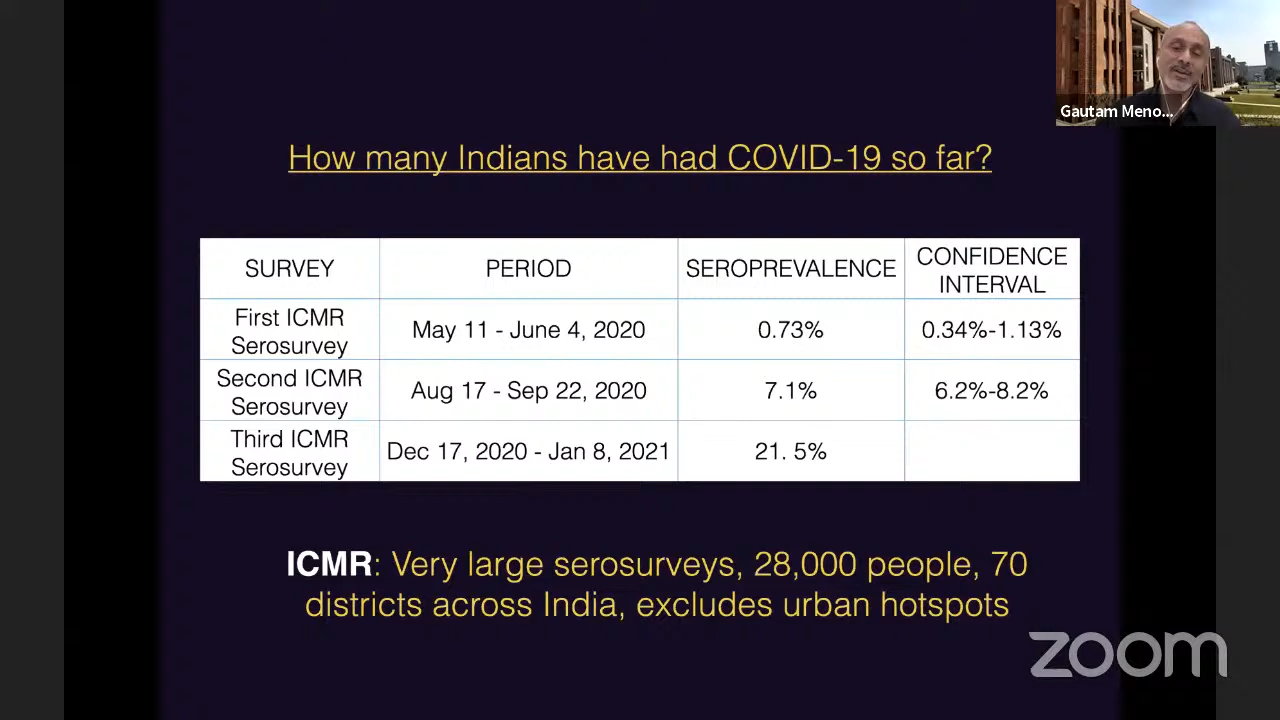 Gautam Meno...
How many Indians have had COVID-19 so far?
SURVEY
PERIOD
SEROPREVALENCE
CONFIDENCE
INTERVAL
First ICMR
Serosurvey
May 11 - June 4, 2020
0.73%
0.34%-1.13%
Second ICMR
Serosurvey
Aug 17 - Sep 22, 2020
7.1%
6.2%-8.2%
Third ICMR
Serosurvey
Dec 17, 2020 - Jan 8, 2021
21. 5%
ICMR: Very large serosurveys, 28,000 people, 70
districts across India, excludes urban hotspots
zoom